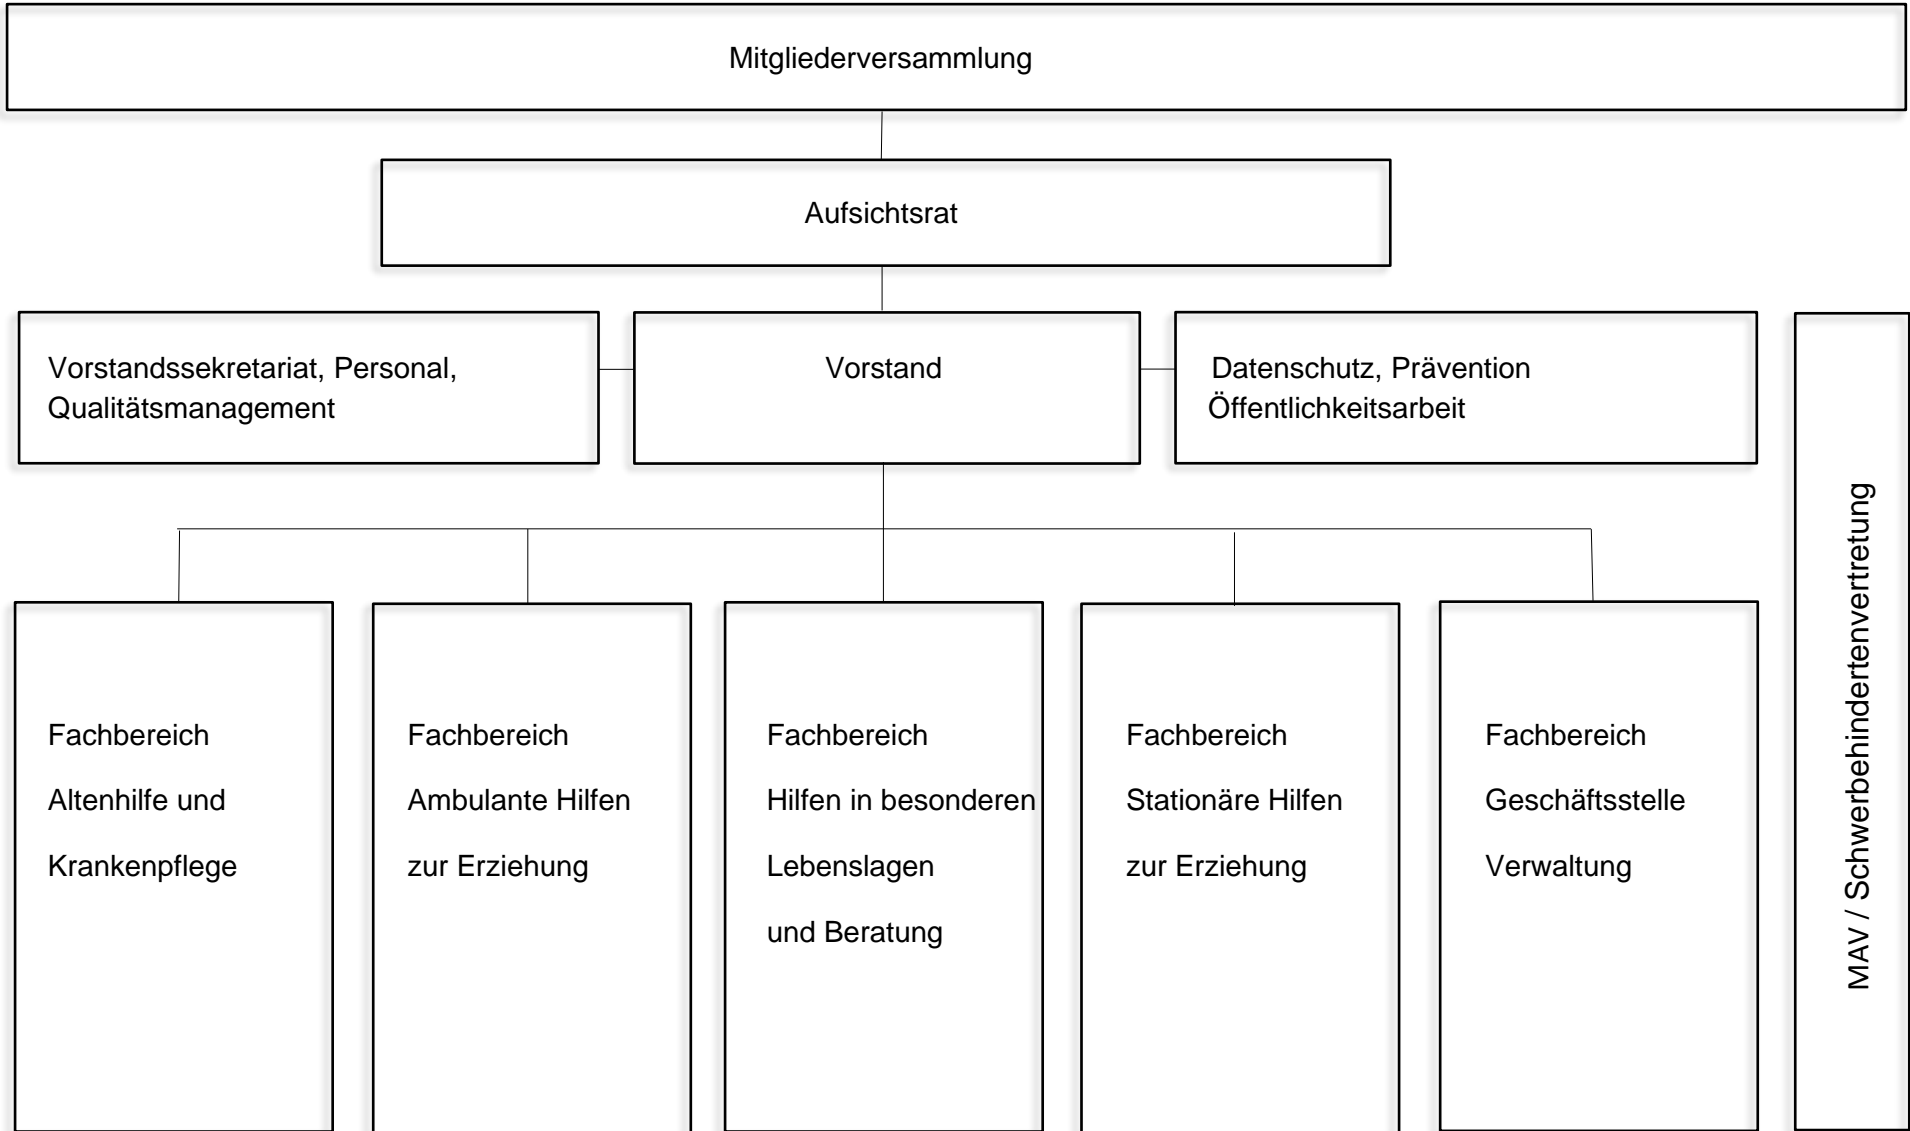 Mitgliederversammlung
Aufsichtsrat
Vorstandssekretariat, Personal,
Qualitätsmanagement
Vorstand
Datenschutz, Prävention
Öffentlichkeitsarbeit
MAV / Schwerbehindertenvertretung
Fachbereich
Altenhilfe und
Krankenpflege
Fachbereich
Ambulante Hilfen
zur Erziehung
Fachbereich
Hilfen in besonderen
Lebenslagen
und Beratung
Fachbereich
Stationäre Hilfen
zur Erziehung
Fachbereich
Geschäftsstelle
Verwaltung